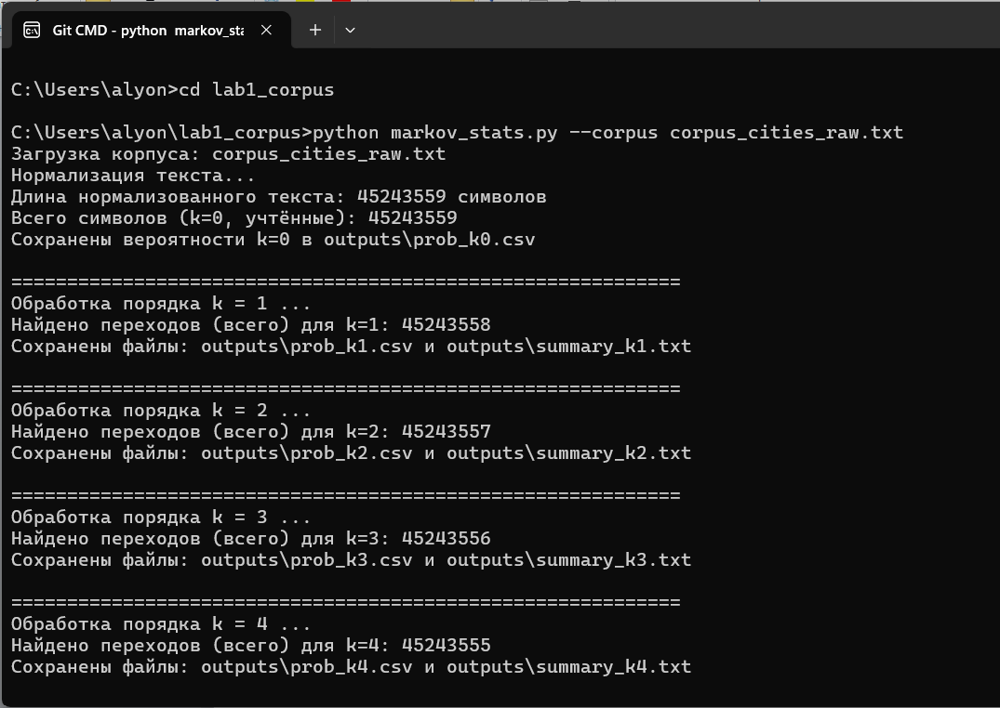 Git CMD - python markov_sta
C:\Users\alyon>cd lab1_corpus
C:\Users\alyon\lab1_corpus>python markov_stats.py --corpus corpus_cities_raw.txt
Загрузка корпуса: corpus_cities_raw.txt
Нормализация текста...
Длина нормализованного текста: 45243559 символов
Всего символов (k=0, учтённые): 45243559
Сохранены вероятности k=0 в outputs\prob_k0.csv
============================================================
Обработка порядка k = 1 ...
Найдено переходов (всего) для k=1: 45243558
Сохранены файлы: outputs\prob_k1.csv и outputs\summary_k1.txt
============================================================
Обработка порядка k = 2 ...
Найдено переходов (всего) для k=2: 45243557
Сохранены файлы: outputs\prob_k2.csv и outputs\summary_k2.txt
============================================================
Обработка порядка k = 3 ...
Найдено переходов (всего) для k=3: 45243556
Сохранены файлы: outputs\prob_k3.csv и outputs\summary_k3.txt
============================================================
Обработка порядка k = 4 ...
Найдено переходов (всего) для k=4: 45243555
Сохранены файлы: outputs\prob_k4.csv и outputs\summary_k4.txt